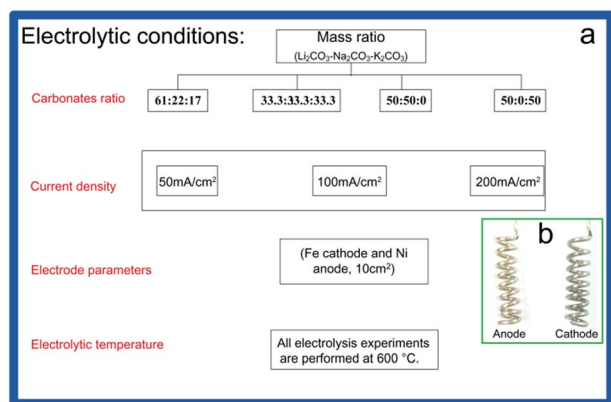 Electrolytic conditions:
a
Mass ratio
(Li₂CO₃-Na₂CO₃-K₂CO₃)
Carbonates ratio
61:22:17
33.3:33.3:33.3
50:50:0
50:0:50
Current density
50mA/cm²
100mA/cm²
200mA/cm²
Electrode parameters
(Fe cathode and Ni
anode, 10cm²)
b
Anode
Cathode
Electrolytic temperature
All electrolysis experiments
are performed at 600 °C.